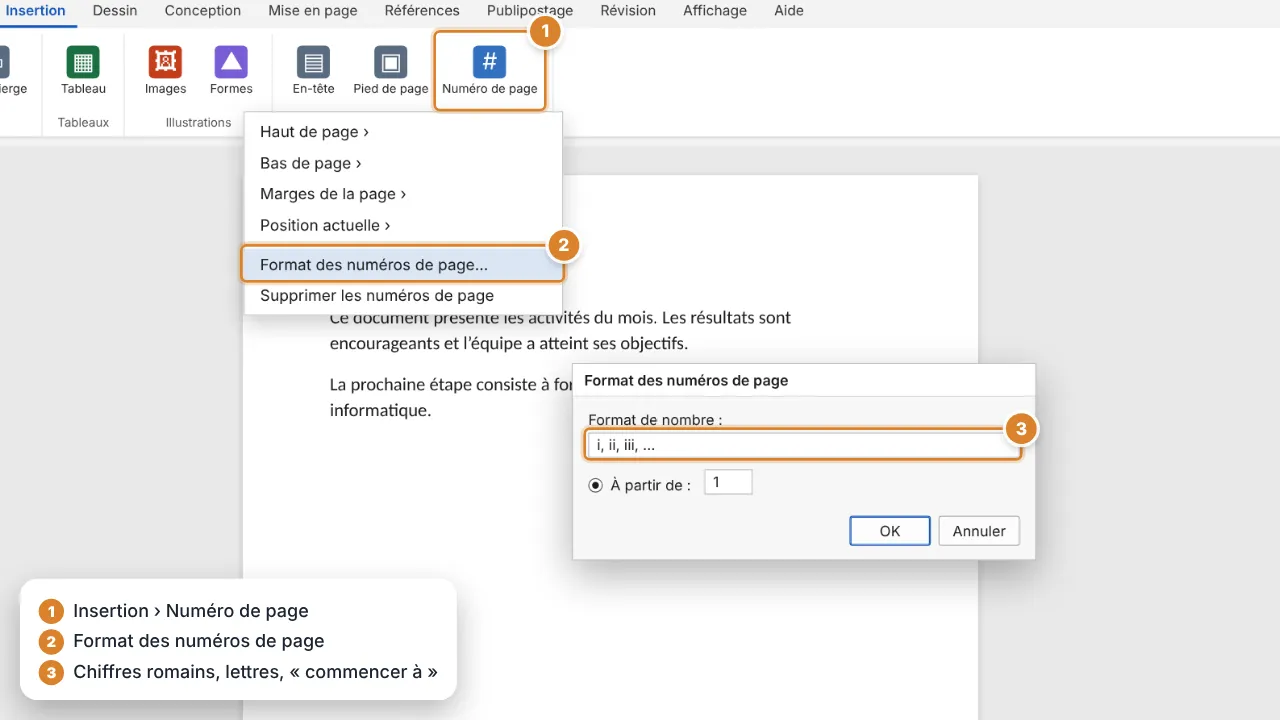 Insertion Dessin Conception Mise en page Références Publipostage Révision Affichage Aide
1
#
Tableau Images Formes En-tête Pied de page Numéro de page
Tableaux Illustrations
Haut de page ›
Bas de page ›
Marges de la page ›
Position actuelle ›
2
Format des numéros de page...
Supprimer les numéros de page
Ce document présente les activités du mois. Les résultats sont
encourageants et l'équipe a atteint ses objectifs.
La prochaine étape consiste à
informatique.
Format des numéros de page
Format de nombre :
3
i, ii, iii, ...
À partir de : 1
OK Annuler
1 Insertion › Numéro de page
2 Format des numéros de page
3 Chiffres romains, lettres, « commencer à »